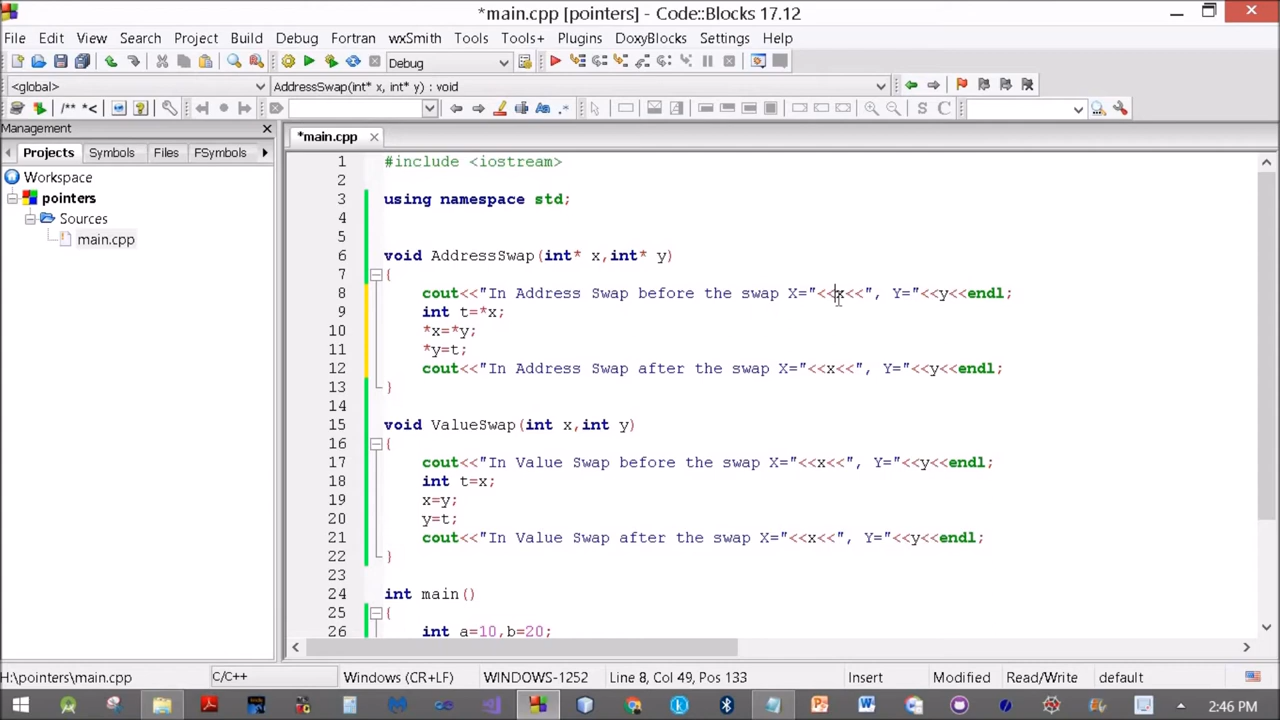 *main.cpp [pointers] - Code::Blocks 17.12
File Edit View Search Project Build Debug Fortran wxSmith Tools Tools+ Plugins DoxyBlocks Settings Help
Debug
<global> AddressSwap(int* x, int* y) : void
/** *<
Aa
.*
S C
Management
*main.cpp
Projects Symbols Files FSymbols
Workspace
pointers
Sources
main.cpp
1 #include <iostream>
2
3 using namespace std;
4
5
6 void AddressSwap(int* x,int* y)
7 {
8 cout<<"In Address Swap before the swap X="<<x<<", Y="<<y<<endl;
9 int t=*x;
10 *x=*y;
11 *y=t;
12 cout<<"In Address Swap after the swap X="<<x<<", Y="<<y<<endl;
13 }
14
15 void ValueSwap(int x,int y)
16 {
17 cout<<"In Value Swap before the swap X="<<x<<", Y="<<y<<endl;
18 int t=x;
19 x=y;
20 y=t;
21 cout<<"In Value Swap after the swap X="<<x<<", Y="<<y<<endl;
22 }
23
24 int main()
25 {
26 int a=10,b=20;
H:\pointers\main.cpp C/C++ Windows (CR+LF) WINDOWS-1252 Line 8, Col 49, Pos 133 Insert Modified Read/Write default
2:46 PM